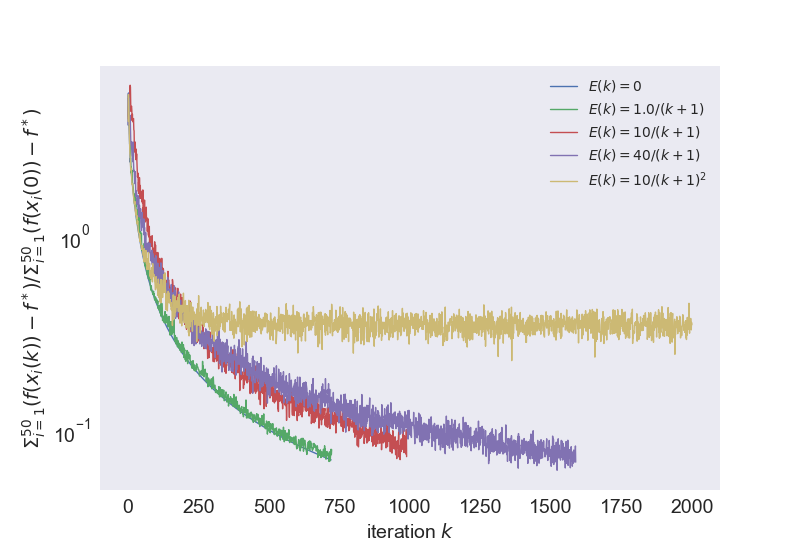 Σ_{i=1}^{50}(f(x_i(k)) − f*)/Σ_{i=1}^{50}(f(x_i(0)) − f*)
10^0
10^{−1}
E(k) = 0
E(k) = 1.0/(k + 1)
E(k) = 10/(k + 1)
E(k) = 40/(k + 1)
E(k) = 10/(k + 1)^2
0 250 500 750 1000 1250 1500 1750 2000
iteration k